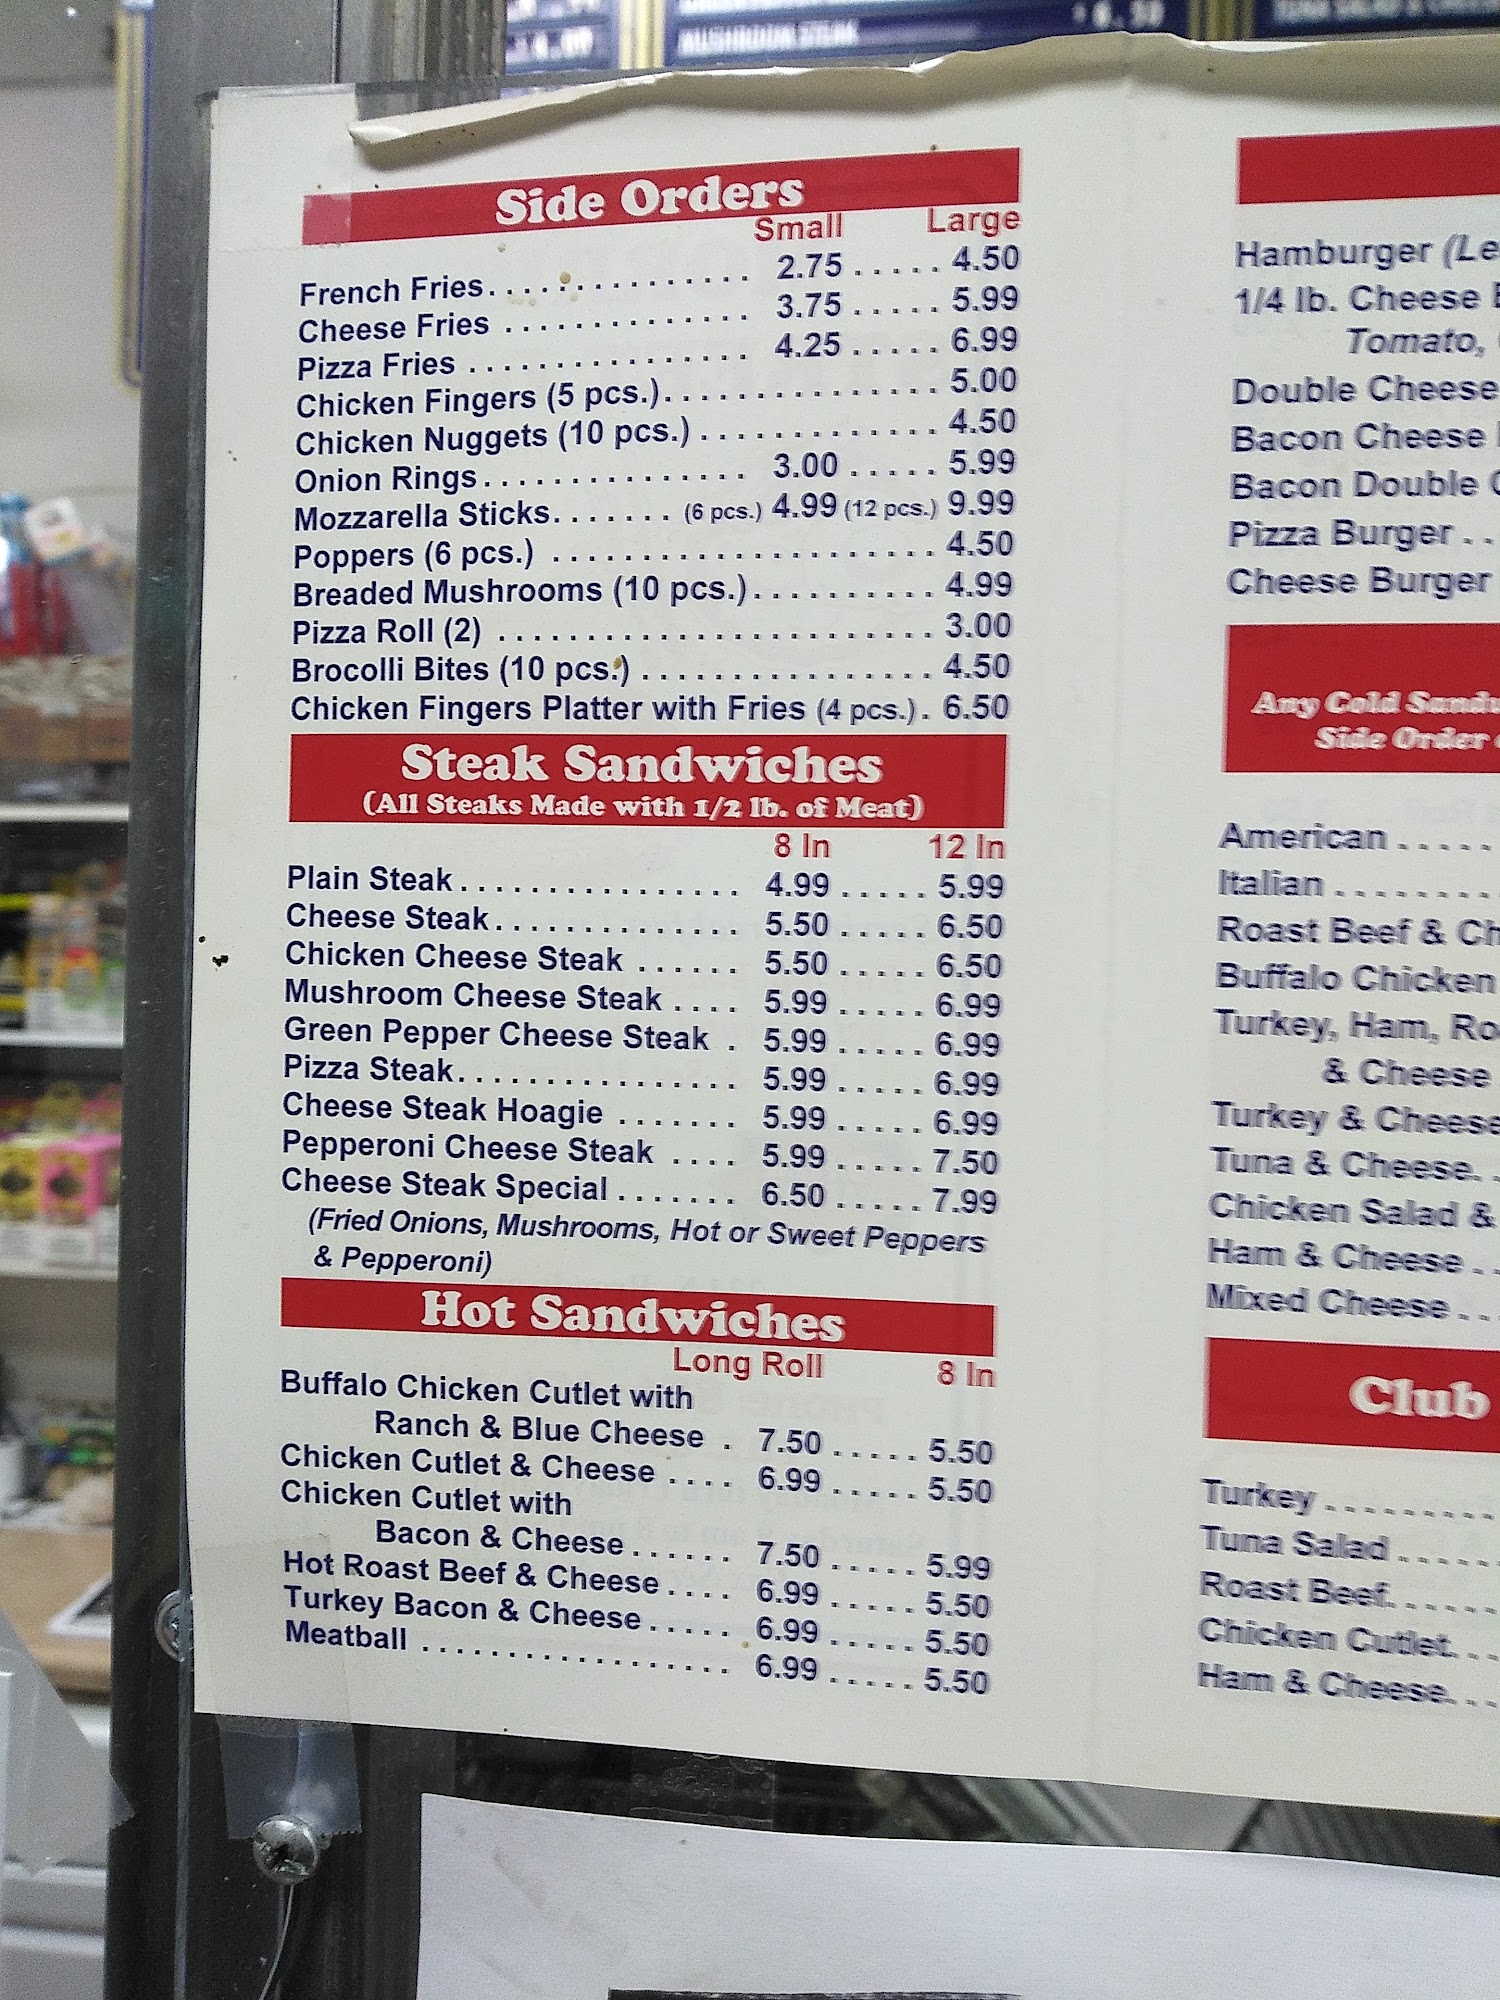 MUSHROOM STEAK
Side Orders
Small Large
French Fries. . . . . . . . . . . . . . . . 2.75 . . . . . 4.50
Cheese Fries . . . . . . . . . . . . . . 3.75 . . . . . 5.99
Pizza Fries . . . . . . . . . . . . . . . . 4.25 . . . . . 6.99
Chicken Fingers (5 pcs.). . . . . . . . . . . . . . . 5.00
Chicken Nuggets (10 pcs.) . . . . . . . . . . . . . 4.50
Onion Rings. . . . . . . . . . . . . . . 3.00 . . . . . 5.99
Mozzarella Sticks. . . . . . . (6 pcs.) 4.99 (12 pcs.) 9.99
Poppers (6 pcs.) . . . . . . . . . . . . . . . . . . . . . 4.50
Breaded Mushrooms (10 pcs.). . . . . . . . . . 4.99
Pizza Roll (2) . . . . . . . . . . . . . . . . . . . . . . . . 3.00
Brocolli Bites (10 pcs.) . . . . . . . . . . . . . . . . 4.50
Chicken Fingers Platter with Fries (4 pcs.). . 6.50
Steak Sandwiches
(All Steaks Made with 1/2 lb. of Meat)
8 In 12 In
Plain Steak. . . . . . . . . . . . . . . . 4.99 . . . . . 5.99
Cheese Steak. . . . . . . . . . . . . . 5.50 . . . . . 6.50
Chicken Cheese Steak . . . . . . 5.50 . . . . . 6.50
Mushroom Cheese Steak . . . . 5.99 . . . . . 6.99
Green Pepper Cheese Steak . 5.99 . . . . . 6.99
Pizza Steak. . . . . . . . . . . . . . . . 5.99 . . . . . 6.99
Cheese Steak Hoagie . . . . . . . 5.99 . . . . . 6.99
Pepperoni Cheese Steak . . . . 5.99 . . . . . 7.50
Cheese Steak Special . . . . . . . 6.50 . . . . . 7.99
(Fried Onions, Mushrooms, Hot or Sweet Peppers
& Pepperoni)
Hot Sandwiches
Long Roll 8 In
Buffalo Chicken Cutlet with
Ranch & Blue Cheese . 7.50 . . . . . 5.50
Chicken Cutlet & Cheese . . . . 6.99 . . . . . 5.50
Chicken Cutlet with
Bacon & Cheese. . . . . . 7.50 . . . . . 5.99
Hot Roast Beef & Cheese . . . . 6.99 . . . . . 5.50
Turkey Bacon & Cheese. . . . . 6.99 . . . . . 5.50
Meatball . . . . . . . . . . . . . . . . . . 6.99 . . . . . 5.50
Hamburger (Le
1/4 lb. Cheese
Tomato,
Double Cheese
Bacon Cheese
Bacon Double
Pizza Burger . .
Cheese Burger
Any Cold Sandw
Side Order
American . . . . .
Italian . . . . . . . .
Roast Beef & Ch
Buffalo Chicken
Turkey, Ham, Ro
& Cheese
Turkey & Cheese
Tuna & Cheese. .
Chicken Salad &
Ham & Cheese . .
Mixed Cheese . .
Club
Turkey . . . . . . . . .
Tuna Salad . . . . .
Roast Beef. . . . . .
Chicken Cutlet. . .
Ham & Cheese. . .